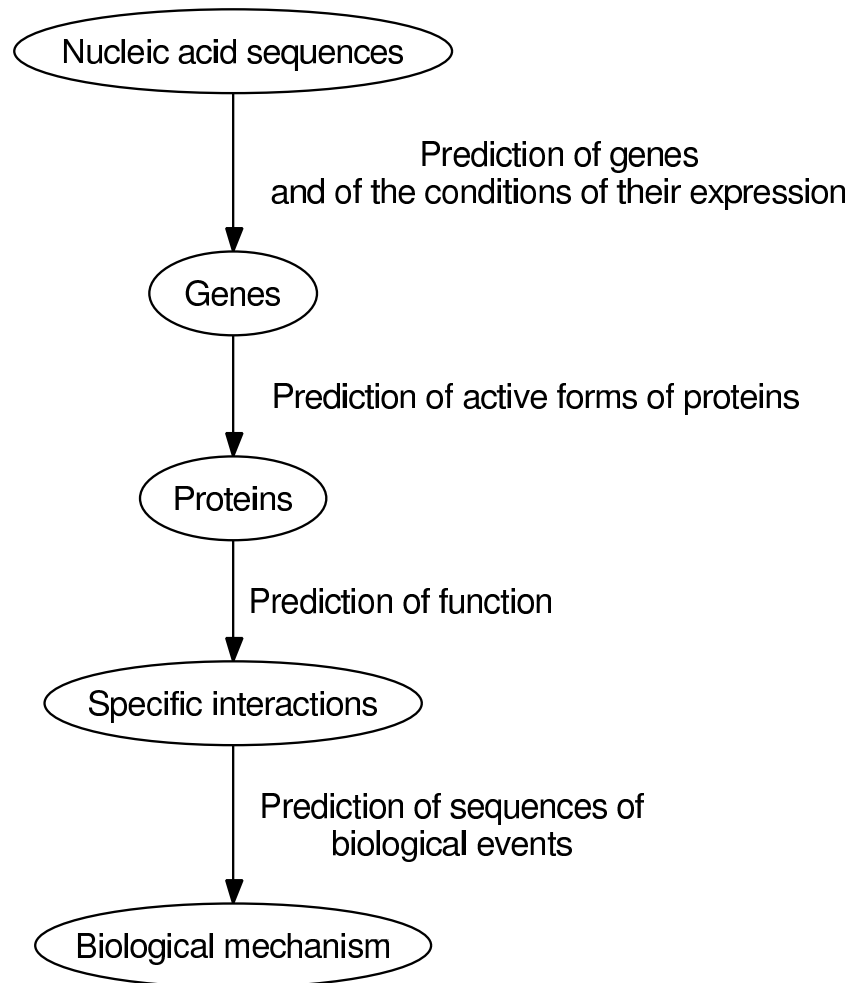 Nucleic acid sequences
Prediction of genes
and of the conditions of their expression
Genes
Prediction of active forms of proteins
Proteins
Prediction of function
Specific interactions
Prediction of sequences of
biological events
Biological mechanism